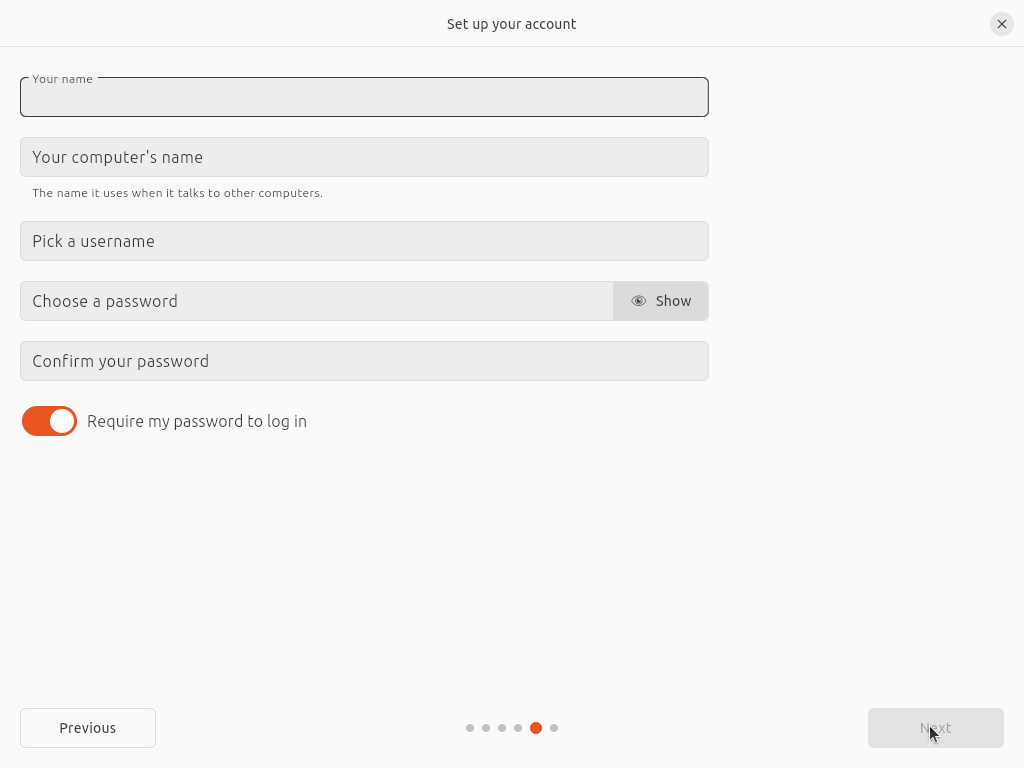 Set up your account
Your name
Your computer's name
The name it uses when it talks to other computers.
Pick a username
Choose a password
Show
Confirm your password
Require my password to log in
Previous
Next